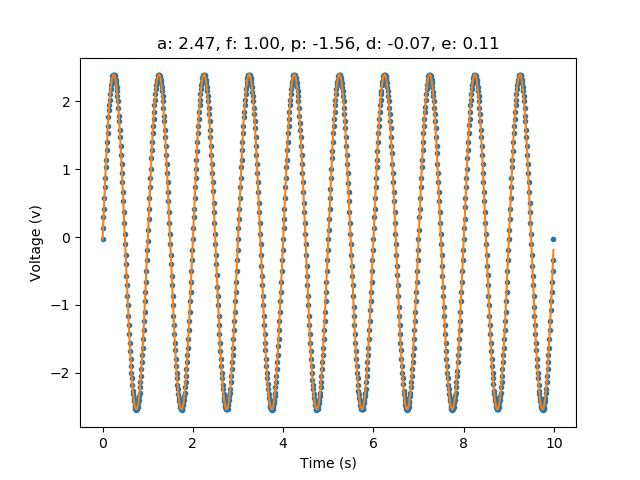 a: 2.47, f: 1.00, p: -1.56, d: -0.07, e: 0.11
2
1
0
−1
−2
Voltage (v)
0 2 4 6 8 10
Time (s)